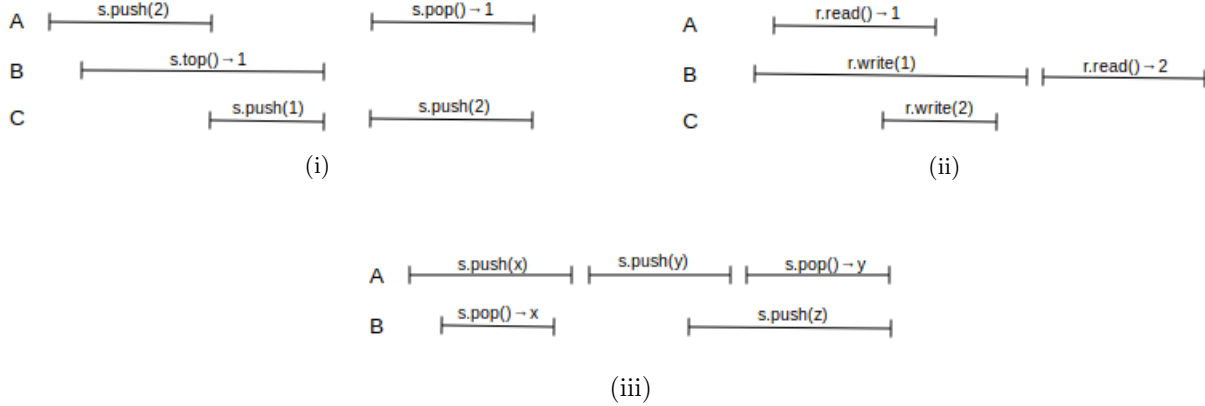 A s.push(2) s.pop()→1
B s.top()→1
C s.push(1) s.push(2)
(i)
A r.read()→1
B r.write(1) r.read()→2
C r.write(2)
(ii)
A s.push(x) s.push(y) s.pop()→y
B s.pop()→x s.push(z)
(iii)